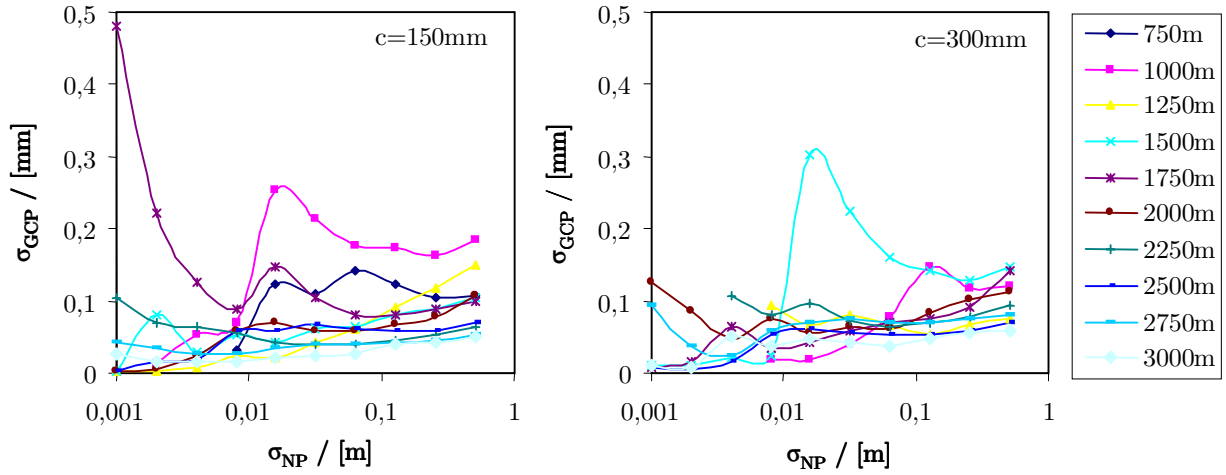 0,5
0,4
0,3
0,2
0,1
0
σGCP / [mm]
c=150mm
0,001
0,01
0,1
1
σNP / [m]
0,5
0,4
0,3
0,2
0,1
0
σGCP / [mm]
c=300mm
0,001
0,01
0,1
1
σNP / [m]
750m
1000m
1250m
1500m
1750m
2000m
2250m
2500m
2750m
3000m